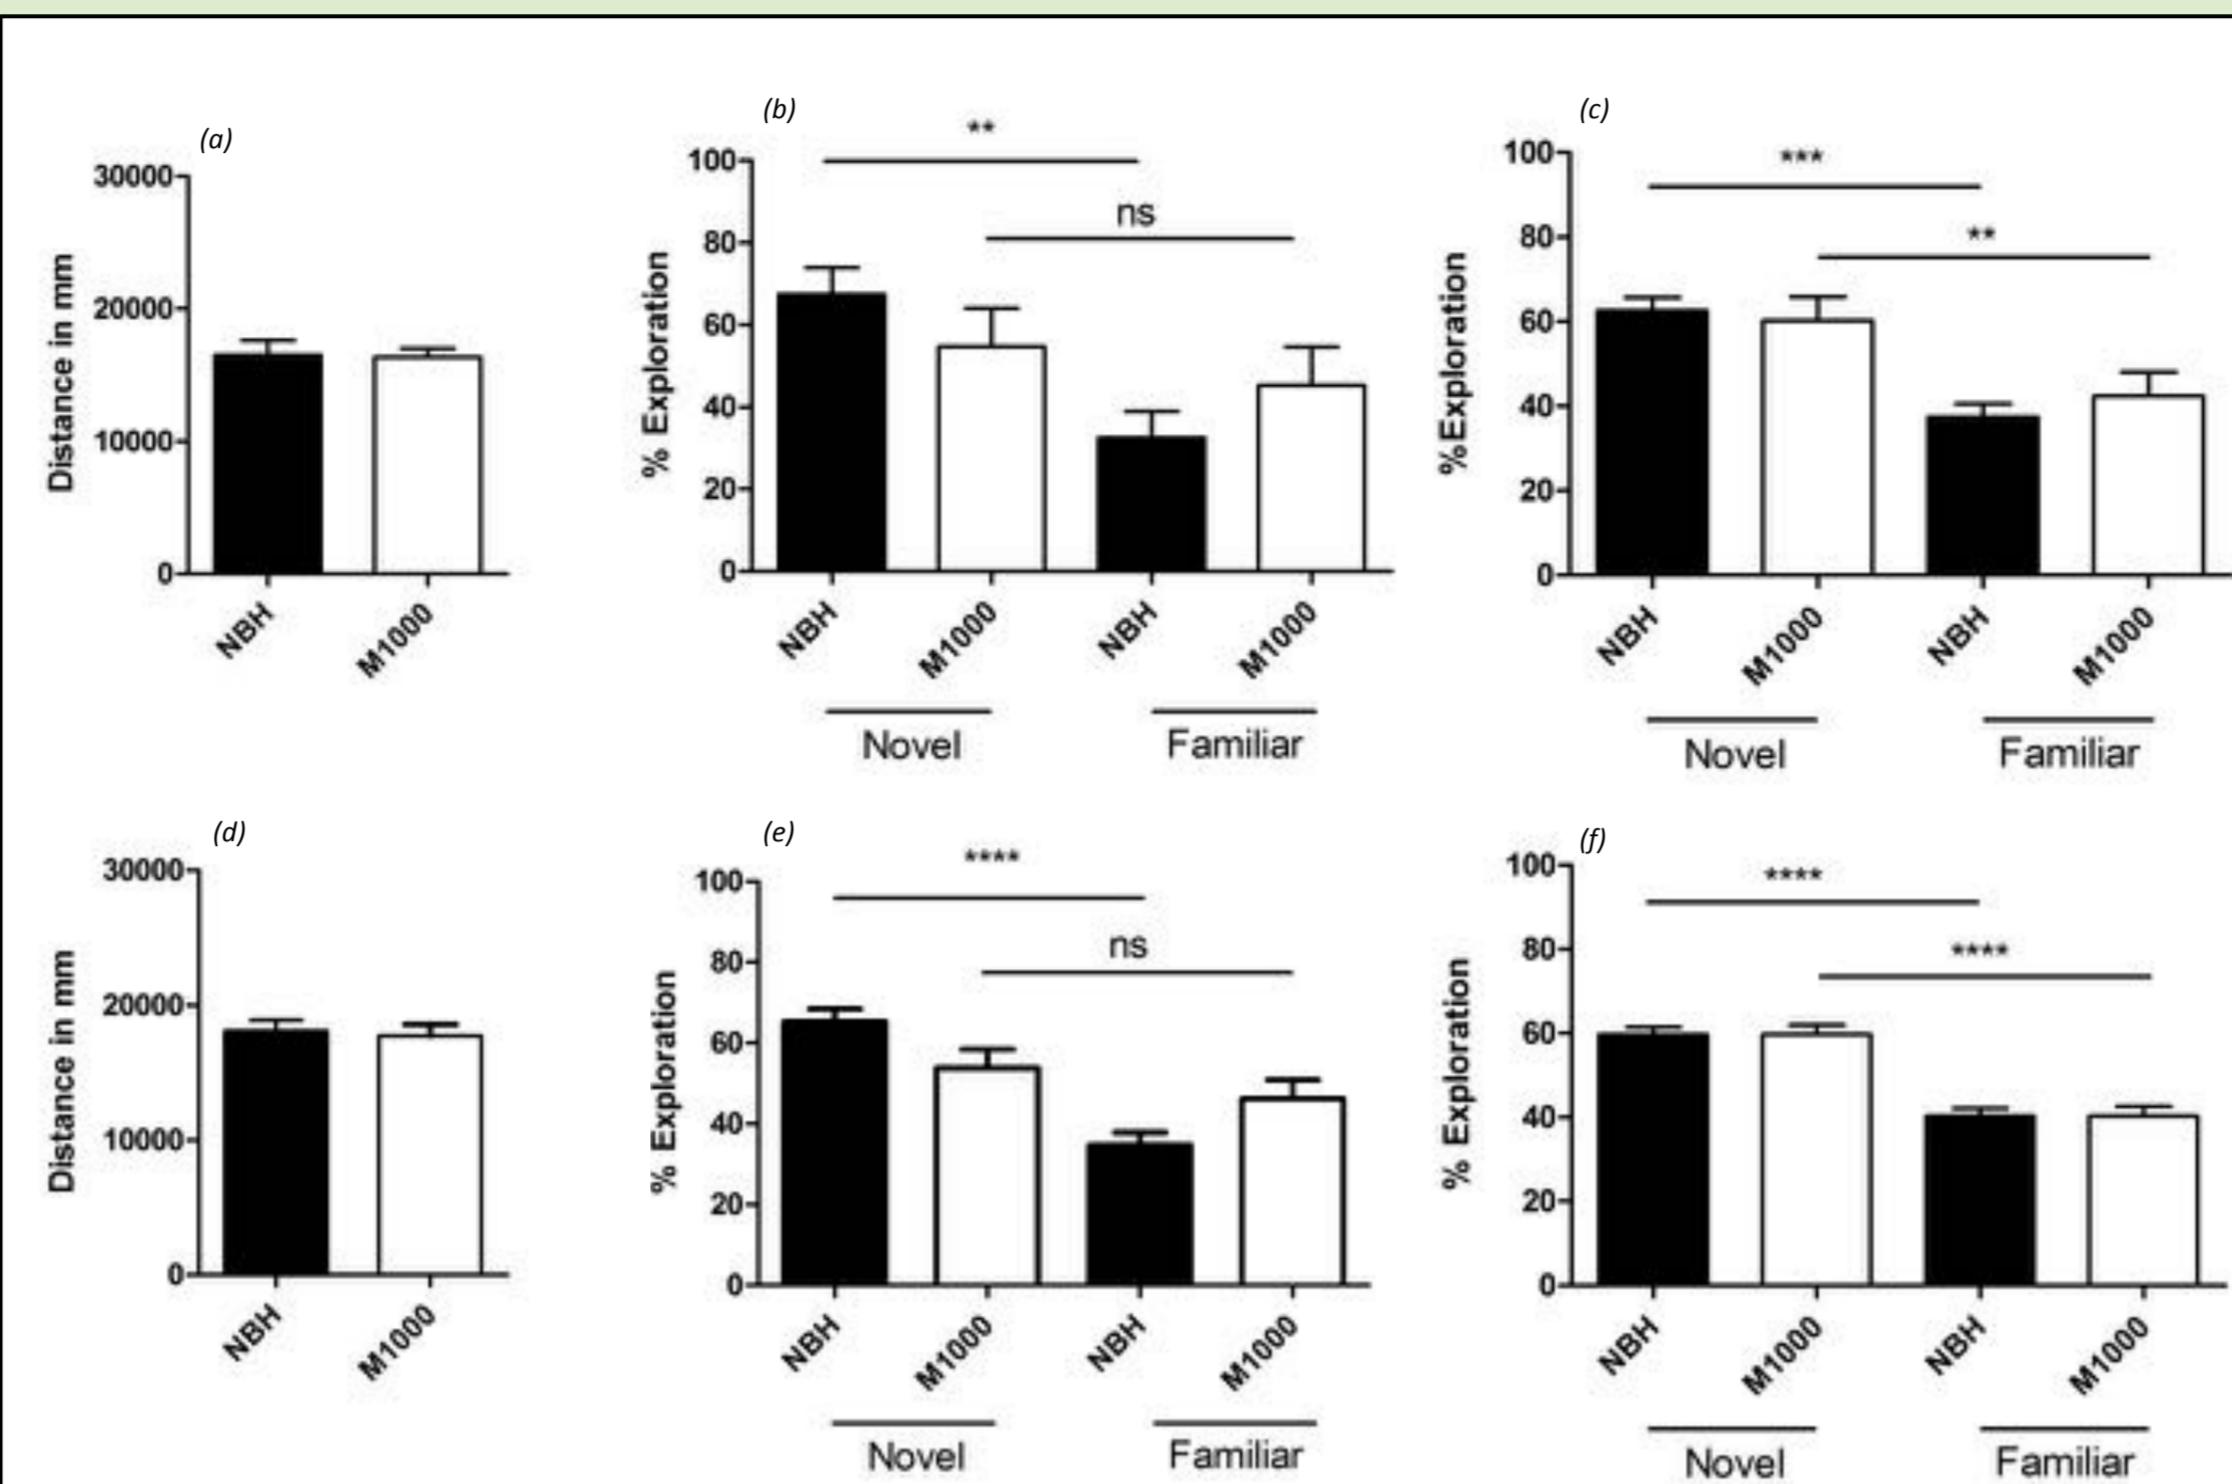 (a)
30000
20000
10000
0
Distance in mm
NBH
M1000
(b)
**
ns
100
80
60
40
20
0
% Exploration
NBH
M1000
NBH
M1000
Novel
Familiar
(c)
***
**
100
80
60
40
20
0
%Exploration
NBH
M1000
NBH
M1000
Novel
Familiar
(d)
30000
20000
10000
0
Distance in mm
NBH
M1000
(e)
****
ns
100
80
60
40
20
0
% Exploration
NBH
M1000
NBH
M1000
Novel
Familiar
(f)
****
****
100
80
60
40
20
0
% Exploration
NBH
M1000
NBH
M1000
Novel
Familiar